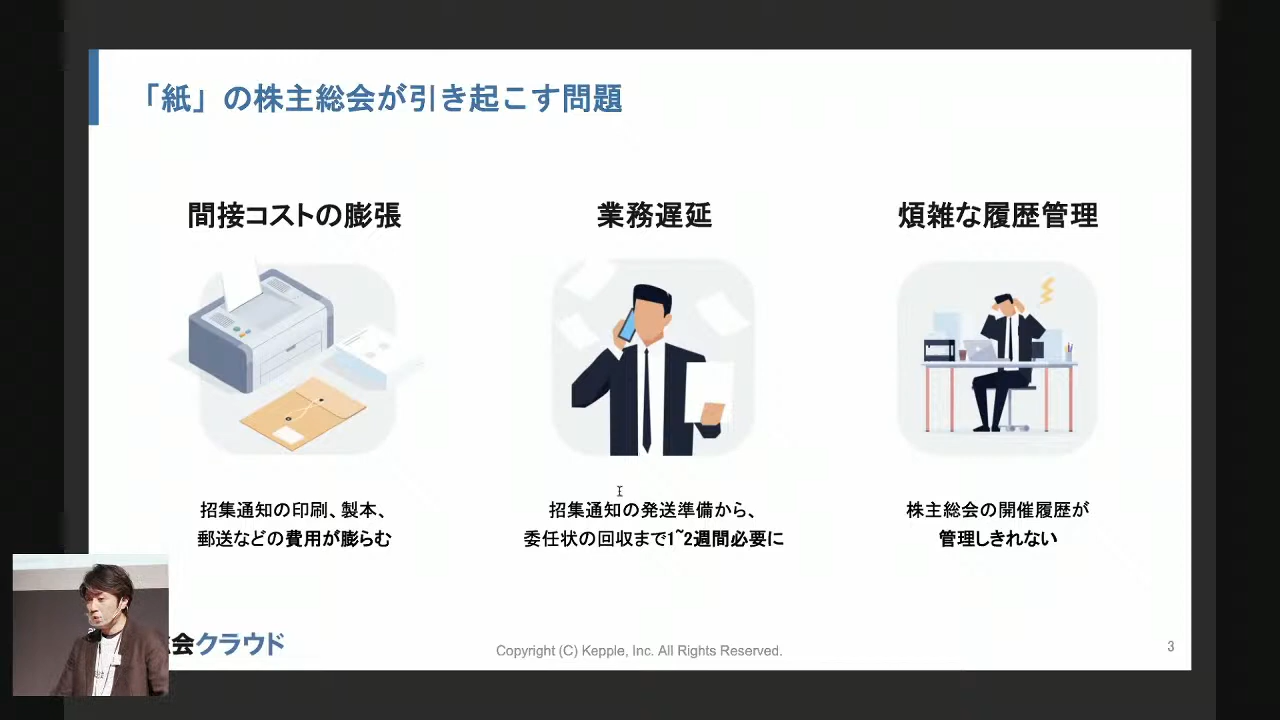 「紙」の株主総会が引き起こす問題
間接コストの膨張
業務遅延
煩雑な履歴管理
招集通知の印刷、製本、
郵送などの費用が膨らむ
招集通知の発送準備から、
委任状の回収まで1~2週間必要に
株主総会の開催履歴が
管理しきれない
会クラウド
Copyright (C) Kepple, Inc. All Rights Reserved.
3